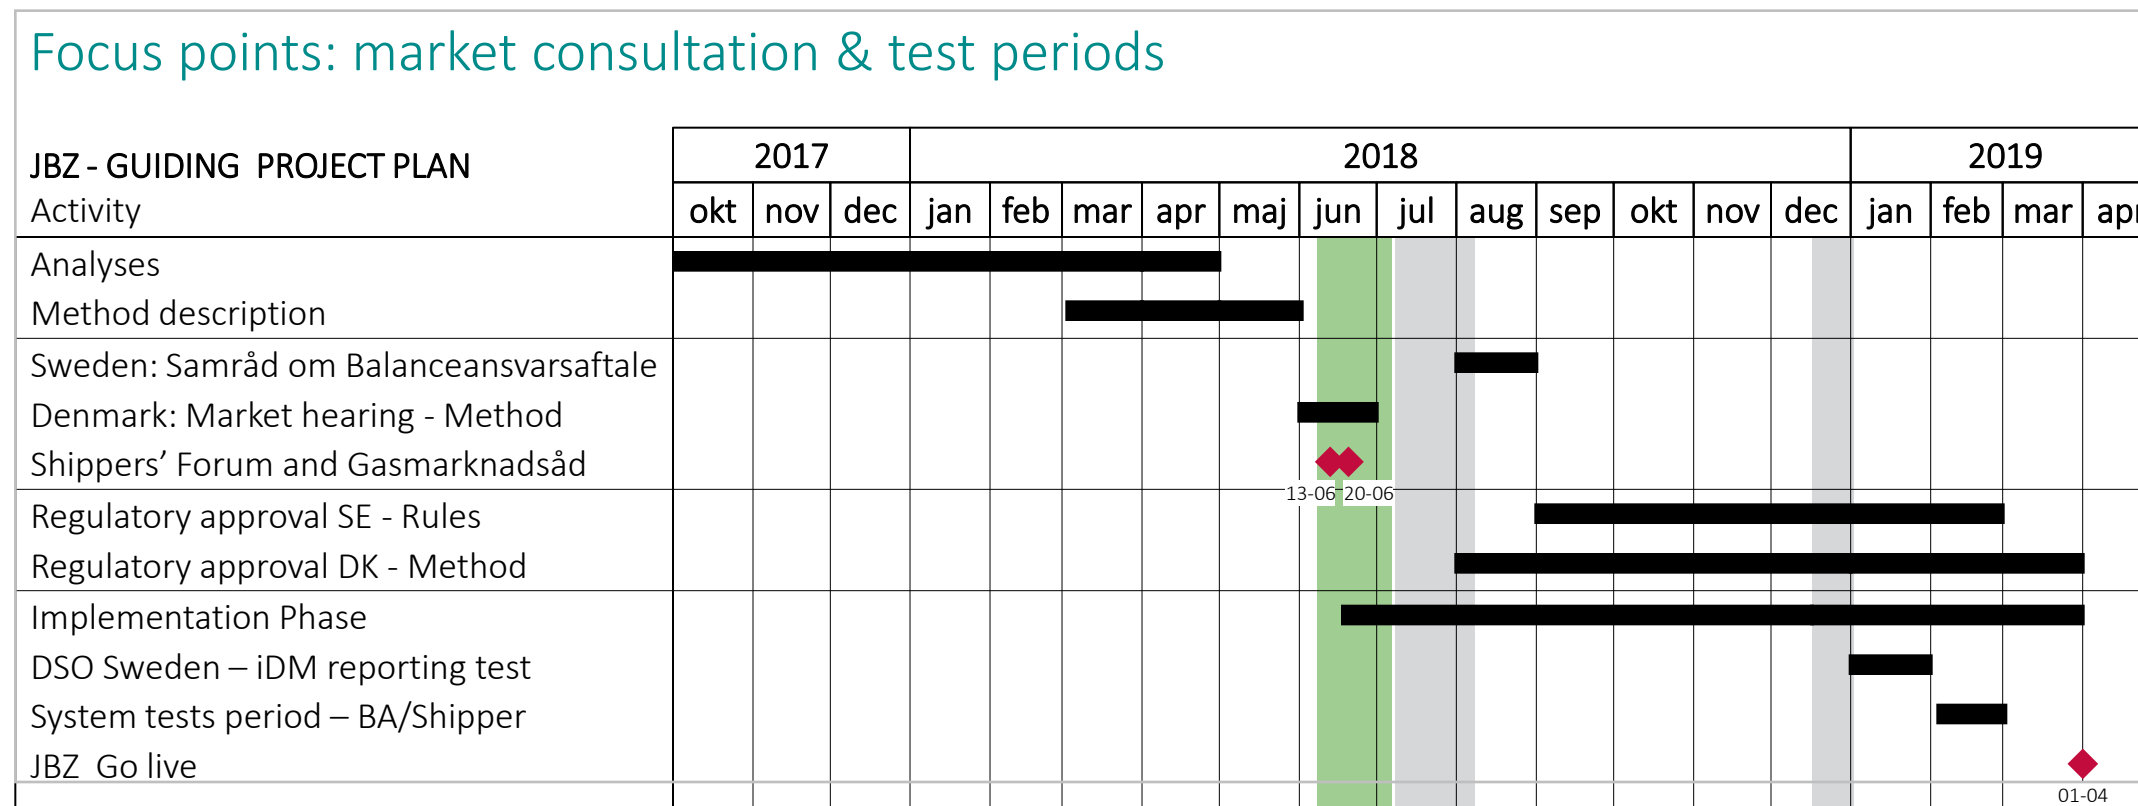 Focus points: market consultation & test periods
JBZ - GUIDING PROJECT PLAN
2017 2018 2019
Activity
okt nov dec jan feb mar apr maj jun jul aug sep okt nov dec jan feb mar apr
Analyses
Method description
Sweden: Samråd om Balanceansvarsaftale
Denmark: Market hearing - Method
Shippers’ Forum and Gasmarknadsåd
13-06 20-06
Regulatory approval SE - Rules
Regulatory approval DK - Method
Implementation Phase
DSO Sweden – iDM reporting test
System tests period – BA/Shipper
JBZ Go live
01-04